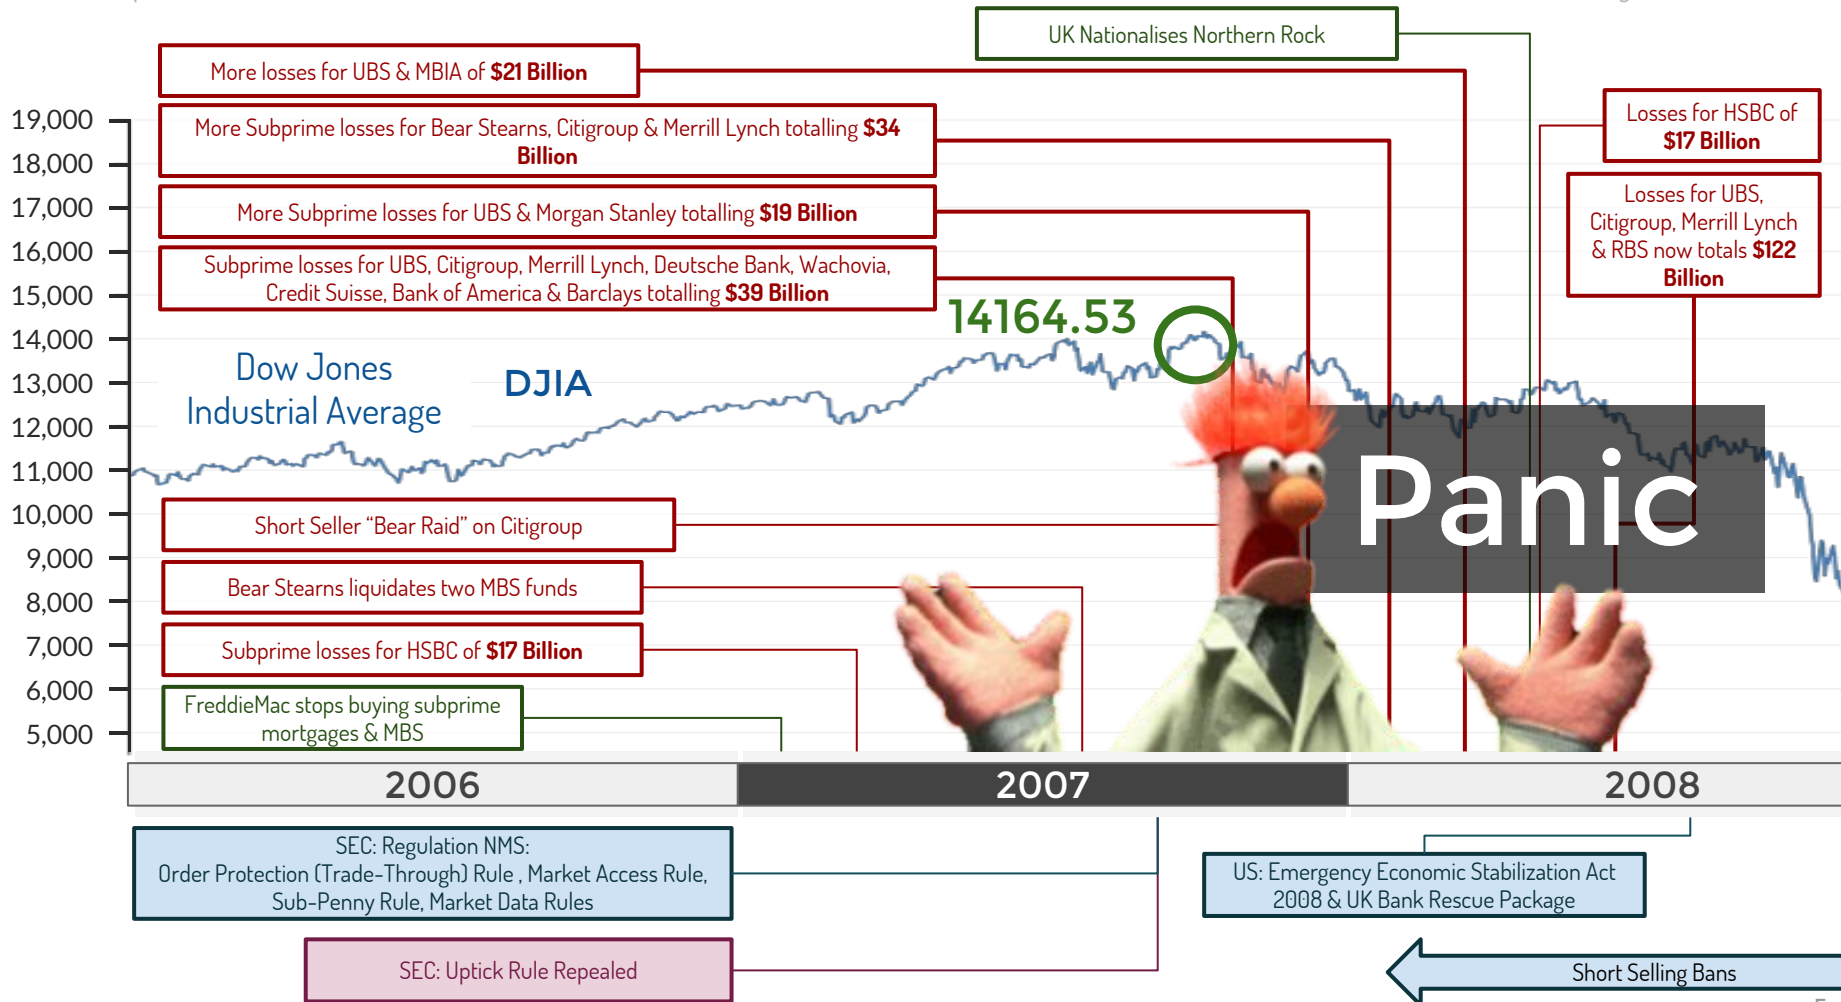 UK Nationalises Northern Rock
More losses for UBS & MBIA of $21 Billion
More Subprime losses for Bear Stearns, Citigroup & Merrill Lynch totalling $34
Billion
More Subprime losses for UBS & Morgan Stanley totalling $19 Billion
Subprime losses for UBS, Citigroup, Merrill Lynch, Deutsche Bank, Wachovia,
Credit Suisse, Bank of America & Barclays totalling $39 Billion
Losses for HSBC of
$17 Billion
Losses for UBS,
Citigroup, Merrill Lynch
& RBS now totals $122
Billion
19,000
18,000
17,000
16,000
15,000
14,000
13,000
12,000
11,000
10,000
9,000
8,000
7,000
6,000
5,000
14164.53
Dow Jones
Industrial Average
DJIA
Panic
Short Seller “Bear Raid” on Citigroup
Bear Stearns liquidates two MBS funds
Subprime losses for HSBC of $17 Billion
FreddieMac stops buying subprime
mortgages & MBS
2006
2007
2008
SEC: Regulation NMS:
Order Protection (Trade-Through) Rule , Market Access Rule,
Sub-Penny Rule, Market Data Rules
US: Emergency Economic Stabilization Act
2008 & UK Bank Rescue Package
SEC: Uptick Rule Repealed
Short Selling Bans